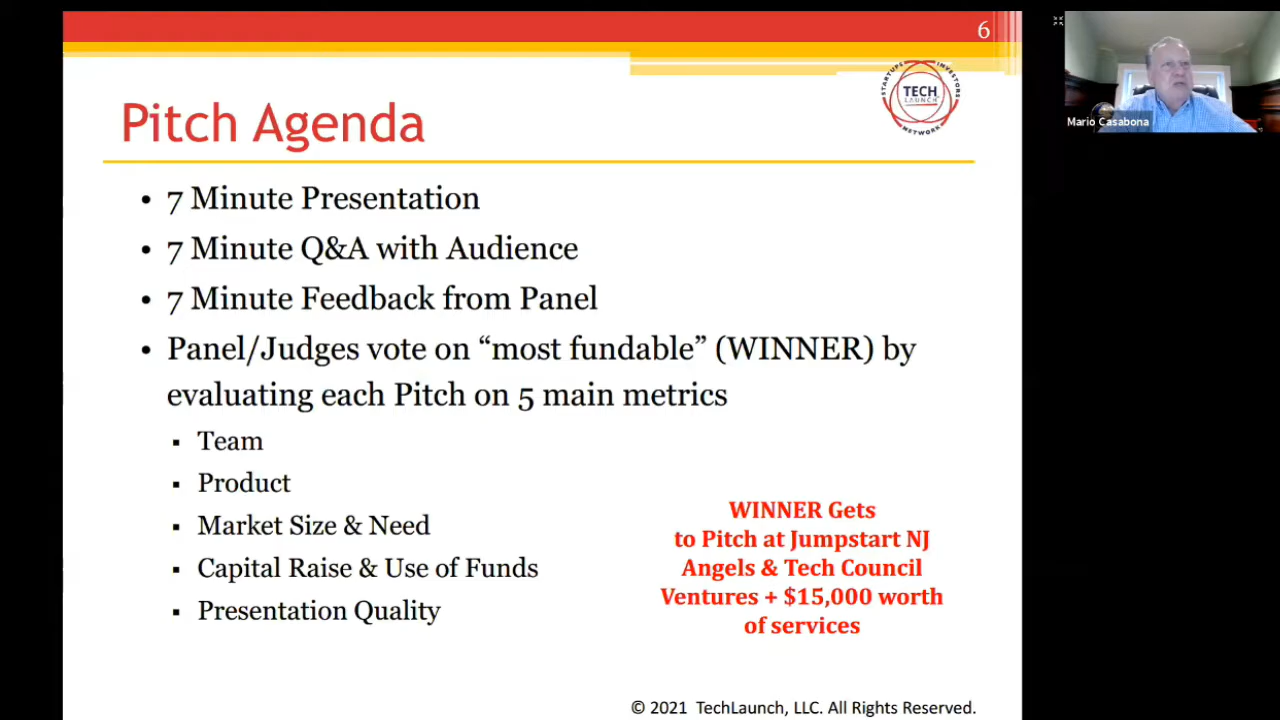 6
STARTUPS INVESTORS
TECH
LAUNCH
NETWORK
Mario Casabona
Pitch Agenda
• 7 Minute Presentation
• 7 Minute Q&A with Audience
• 7 Minute Feedback from Panel
• Panel/Judges vote on “most fundable” (WINNER) by
evaluating each Pitch on 5 main metrics
▪ Team
▪ Product
▪ Market Size & Need
▪ Capital Raise & Use of Funds
▪ Presentation Quality
WINNER Gets
to Pitch at Jumpstart NJ
Angels & Tech Council
Ventures + $15,000 worth
of services
© 2021 TechLaunch, LLC. All Rights Reserved.